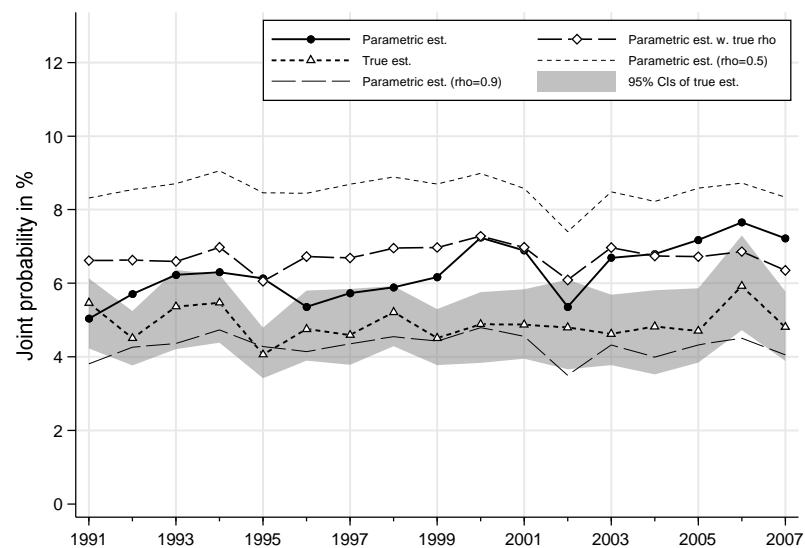 Parametric est.
Parametric est. w. true rho
True est.
Parametric est. (rho=0.5)
Parametric est. (rho=0.9)
95% CIs of true est.
Joint probability in %
12
10
8
6
4
2
0
1991 1993 1995 1997 1999 2001 2003 2005 2007